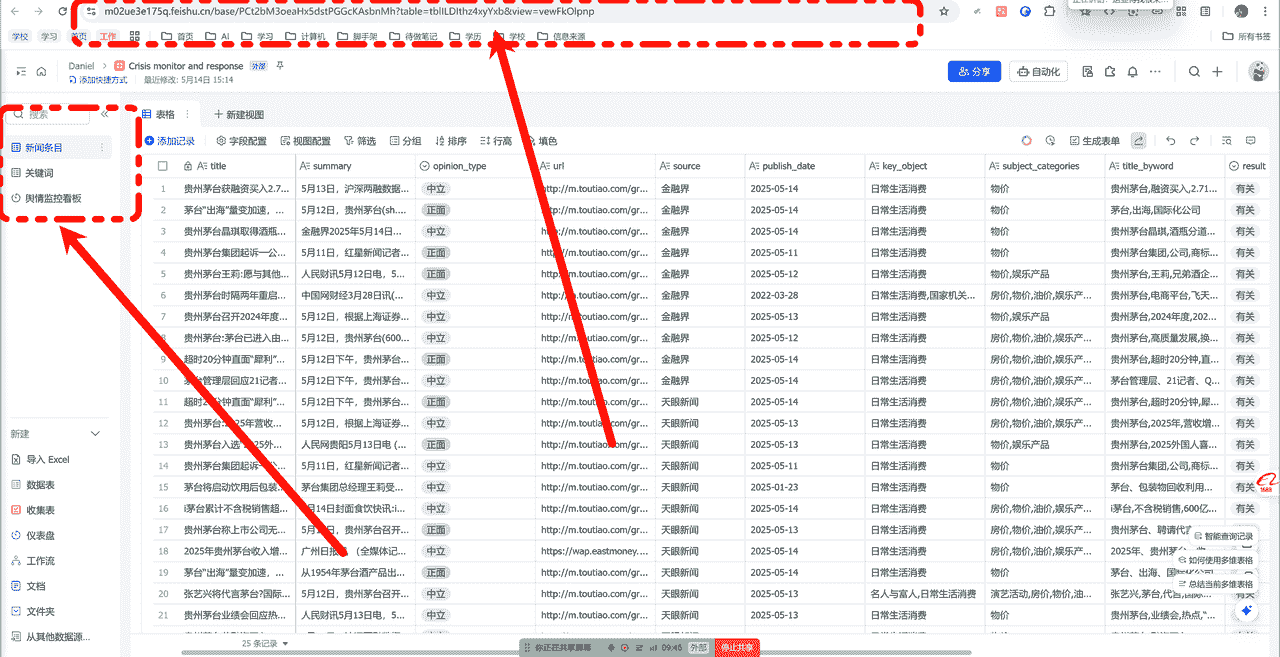 m02ue3e175q.feishu.cn/base/PCt2bM3oeaHx5dstPGGcKAsbnMh?table=tblILDIthz4xyYxb&view=vewFkOlpnp
学校 学习 首页 工作 首页 AI 学习 计算机 脚手架 待做笔记 学历 学校 信息来源 所有书签
Daniel Crisis monitor and response 外部
添加快捷方式 最近修改: 5月14日 15:14
分享 自动化
搜索
新闻条目
关键词
舆情监控看板
新建
导入 Excel
数据表
收集表
仪表盘
工作流
文档
文件夹
从其他数据源...
表格 新建视图
添加记录 字段配置 视图配置 筛选 分组 排序 行高 填色 生成表单
title summary opinion_type url source publish_date key_object subject_categories title_byword result
1 贵州茅台获融资买入2.7... 5月13日，沪深两融数据... 中立 http://m.toutiao.com/gr... 金融界 2025-05-14 日常生活消费 物价 贵州茅台,融资买入,2.71... 有关
2 茅台“出海”量变加速，... 5月12日，贵州茅台(sh... 正面 http://m.toutiao.com/gr... 金融界 2025-05-14 日常生活消费 物价 茅台,出海,国际化公司 有关
3 贵州茅台晶琪取得酒瓶... 金融界2025年5月14日... 中立 http://m.toutiao.com/gr... 金融界 2025-05-14 日常生活消费 物价 贵州茅台晶琪,酒瓶分道... 有关
4 贵州茅台集团起诉一公... 5月11日，红星新闻记者... 正面 http://m.toutiao.com/gr... 金融界 2025-05-11 日常生活消费 物价 贵州茅台集团,公司,商标... 有关
5 贵州茅台王莉:愿与其他... 人民财讯5月12日电，5... 正面 http://m.toutiao.com/gr... 金融界 2025-05-12 日常生活消费 物价,娱乐产品 贵州茅台,王莉,兄弟酒企... 有关
6 贵州茅台时隔两年重启... 中国网财经3月28日讯(... 中立 http://m.toutiao.com/gr... 金融界 2022-03-28 日常生活消费,国家机关... 房价,物价,油价,娱乐产... 贵州茅台,电商平台,飞天... 有关
7 贵州茅台召开2024年度... 5月12日，根据上海证券... 中立 http://m.toutiao.com/gr... 金融界 2025-05-13 日常生活消费 房价,物价,油价,娱乐产... 贵州茅台,2024年度,202... 有关
8 贵州茅台:茅台已进入由... 5月12日，贵州茅台(600... 中立 http://m.toutiao.com/gr... 金融界 2025-05-12 日常生活消费 房价,物价,油价,娱乐产... 贵州茅台,高质量发展,换... 有关
9 超时20分钟直面“犀利”... 5月12日下午，贵州茅台... 正面 http://m.toutiao.com/gr... 金融界 2025-05-14 日常生活消费 房价,物价,油价,娱乐产... 贵州茅台,超时20分钟,直... 有关
10 茅台管理层回应21记者... 5月12日下午，贵州茅台... 中立 http://m.toutiao.com/gr... 金融界 2025-05-14 日常生活消费 房价,物价,油价,娱乐产... 茅台管理层、21记者、Q... 有关
11 超时20分钟直面“犀利”... 5月12日下午，贵州茅台... 正面 http://m.toutiao.com/gr... 天眼新闻 2025-05-14 日常生活消费 房价,物价,油价,娱乐产... 贵州茅台,超时20分钟,犀... 有关
12 贵州茅台:2025年营收... 5月12日，根据上海证券... 中立 http://m.toutiao.com/gr... 天眼新闻 2025-05-13 日常生活消费 房价,物价,油价,娱乐产... 贵州茅台,2025年,营收增... 有关
13 贵州茅台入选“2025外... 人民网贵阳5月13日电 (... 正面 http://m.toutiao.com/gr... 天眼新闻 2025-05-13 日常生活消费 物价,娱乐产品 贵州茅台,2025外国人喜... 有关
14 贵州茅台集团起诉一公... 5月11日，红星新闻记者... 中立 http://m.toutiao.com/gr... 天眼新闻 2025-05-11 日常生活消费 物价 贵州茅台集团,公司,商标... 有关
15 茅台将启动饮用后包装... 茅台集团总经理王莉受... 中立 http://m.toutiao.com/gr... 天眼新闻 2025-01-23 日常生活消费 物价 茅台、包装物回收利用... 有关
16 i茅台累计不含税销售超... 月14日封面食饮快讯:i... 中立 http://m.toutiao.com/gr... 天眼新闻 2025-05-14 日常生活消费 房价,物价,油价,娱乐产... i茅台,不含税销售,600亿... 有关
17 贵州茅台称上市公司无... 5月12日，贵州茅台召开... 正面 http://m.toutiao.com/gr... 天眼新闻 2025-05-13 日常生活消费 房价,物价,油价,娱乐产... 贵州茅台、聘请代言
18 2025年贵州茅台收入增... 广州日报 （全媒体记... 中立 https://wap.eastmoney.... 天眼新闻 2025-05-13 日常生活消费 房价,物价,油价,娱乐产... 2025年、贵州茅
19 茅台“出海”量变加速，... 从1954年茅台酒产品出... 正面 http://m.toutiao.com/gr... 天眼新闻 2025-05-14 日常生活消费 物价 茅台、出海、国际化公司
20 张艺兴将代言茅台?国际... 5月12日，贵州茅台召开... 中立 http://m.toutiao.com/gr... 天眼新闻 2025-05-13 名人与富人,日常生活消费 演艺活动,房价,物价,油... 张艺兴,茅台,代言,国际... 有关
21 贵州茅台业绩会回应热... 人民财讯5月13日电，5... 中立 http://m.toutiao.com/gr... 天眼新闻 2025-05-13 日常生活消费 物价 贵州茅台,业绩会,热点,“...
智能查询记录
如何使用多维表格
总结当前多维表格
25 条记录
你正在共享屏幕 09:45 外部 停止共享